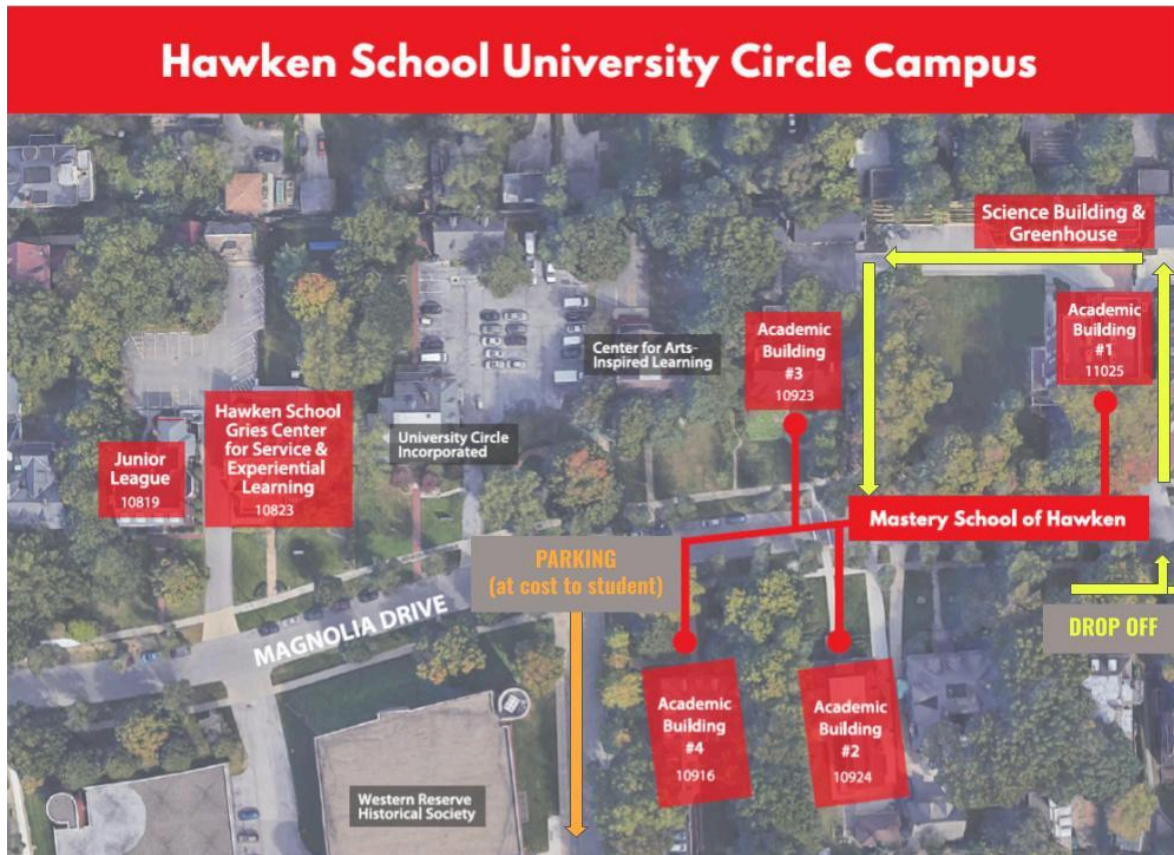 Hawken School University Circle Campus
Science Building &
Greenhouse
Academic
Building
#1
11025
Academic
Building
#3
10923
Center for Arts-
Inspired Learning
Hawken School
Gries Center
for Service &
Experiential
Learning
10823
University Circle
Incorporated
Junior
League
10819
Mastery School of Hawken
PARKING
(at cost to student)
MAGNOLIA DRIVE
DROP OFF
Academic
Building
#4
10916
Academic
Building
#2
10924
Western Reserve
Historical Society